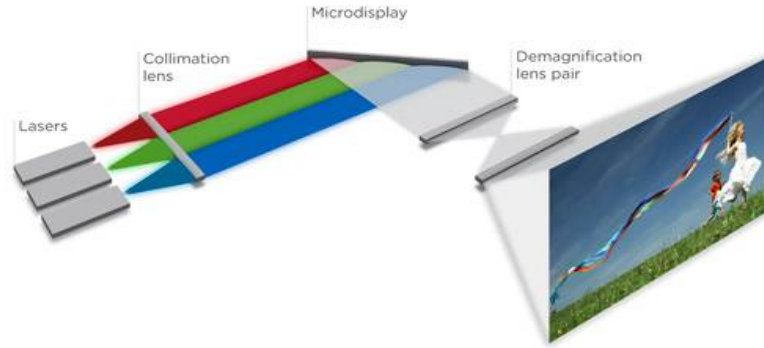 Microdisplay
Collimation
lens
Demagnification
lens pair
Lasers